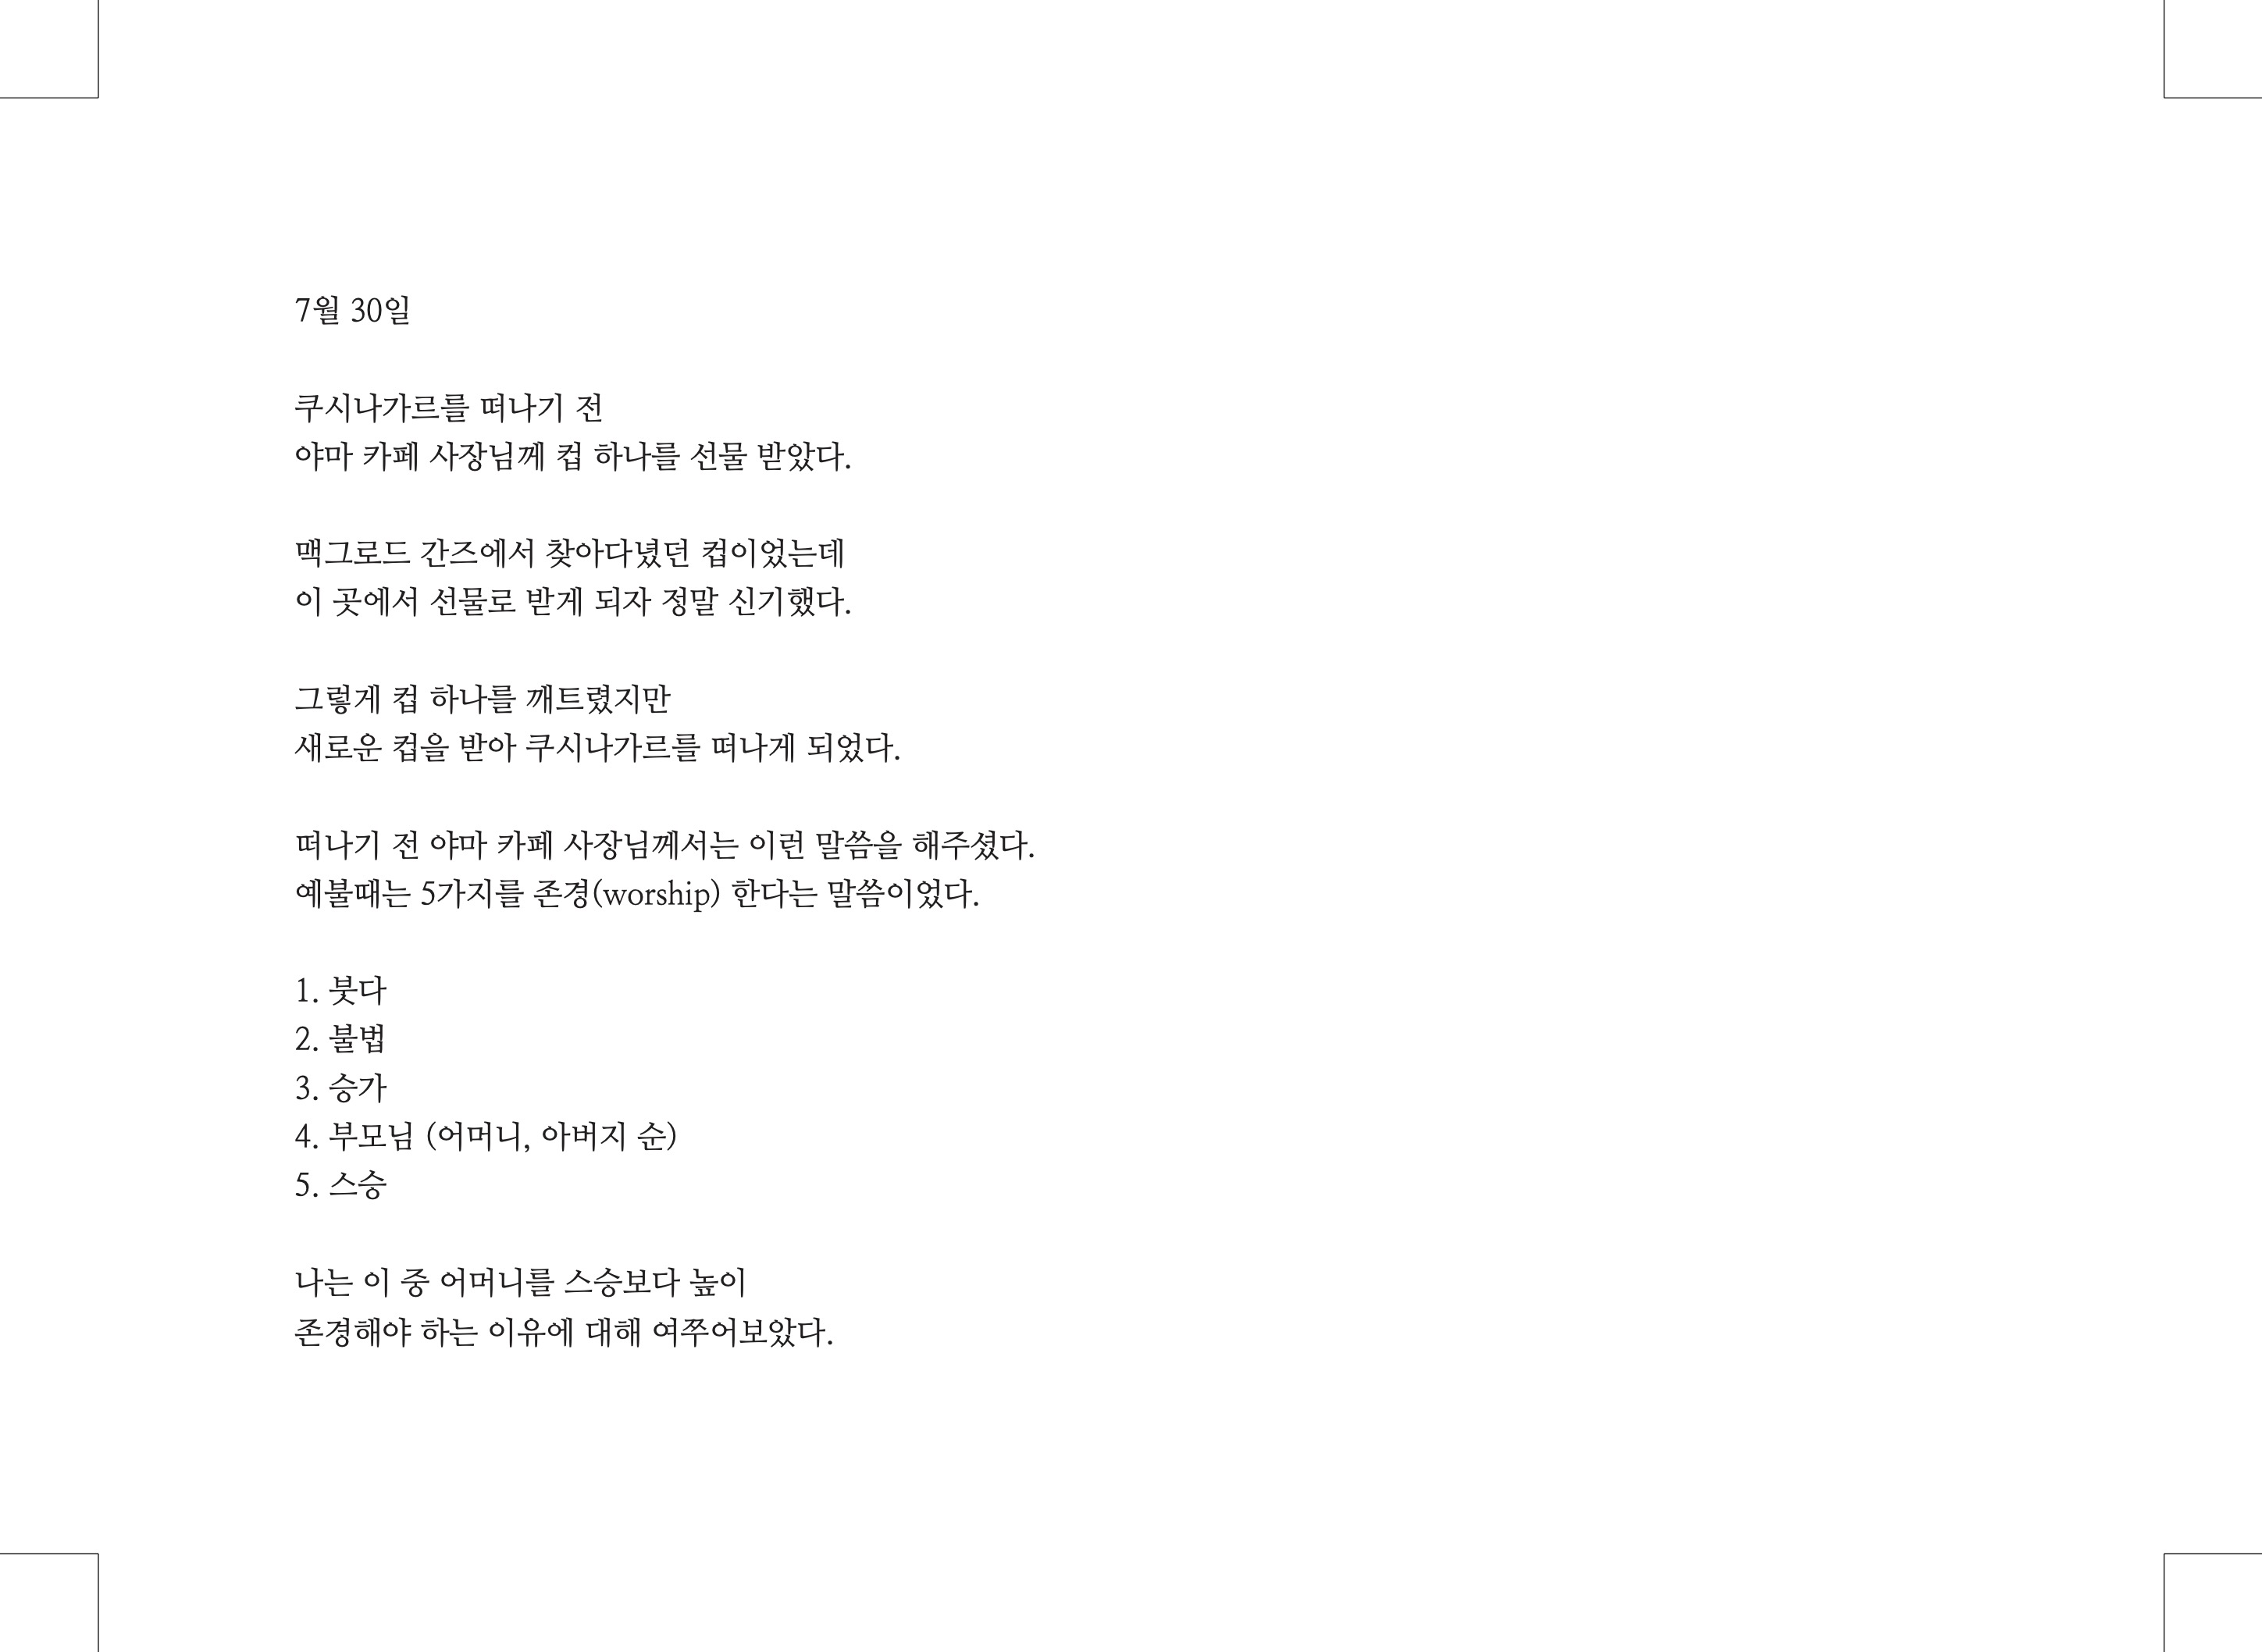 7월 30일
쿠시나가르를 떠나기 전
야마 카페 사장님께 컵 하나를 선물 받았다.
맥그로드 간즈에서 찾아다녔던 컵이었는데
이 곳에서 선물로 받게 되자 정말 신기했다.
그렇게 컵 하나를 깨트렸지만
새로운 컵을 받아 쿠시나가르를 떠나게 되었다.
떠나기 전 야마 카페 사장님께서는 이런 말씀을 해주셨다.
예불때는 5가지를 존경(worship) 한다는 말씀이었다.
1. 붓다
2. 불법
3. 승가
4. 부모님 (어머니, 아버지 순)
5. 스승
나는 이 중 어머니를 스승보다 높이
존경해야 하는 이유에 대해 여쭈어보았다.